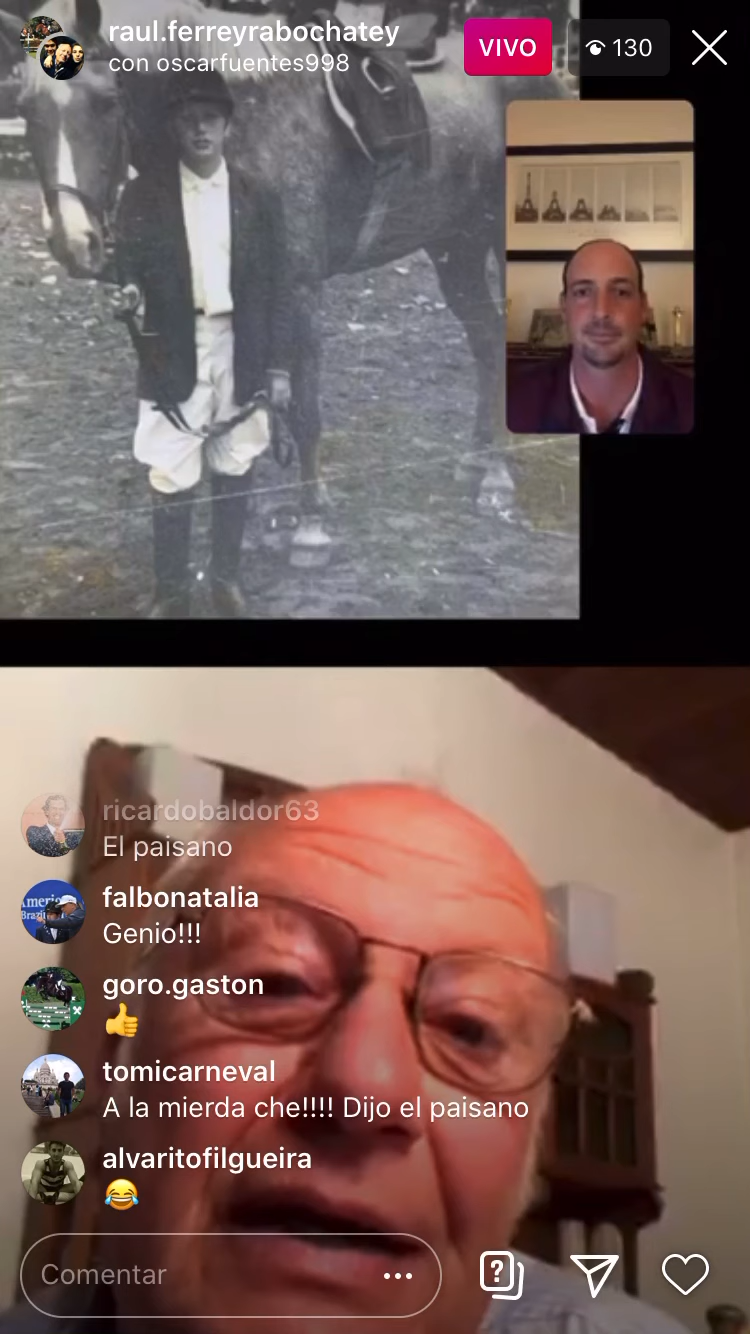 raul.ferreyrabochatey
con oscarfuentes998
VIVO
130
ricardobaldor63
El paisano
falbonatalia
Genio!!!
goro.gaston
👍
tomicarneval
A la mierda che!!!! Dijo el paisano
alvaritofilgueira
😂
Comentar